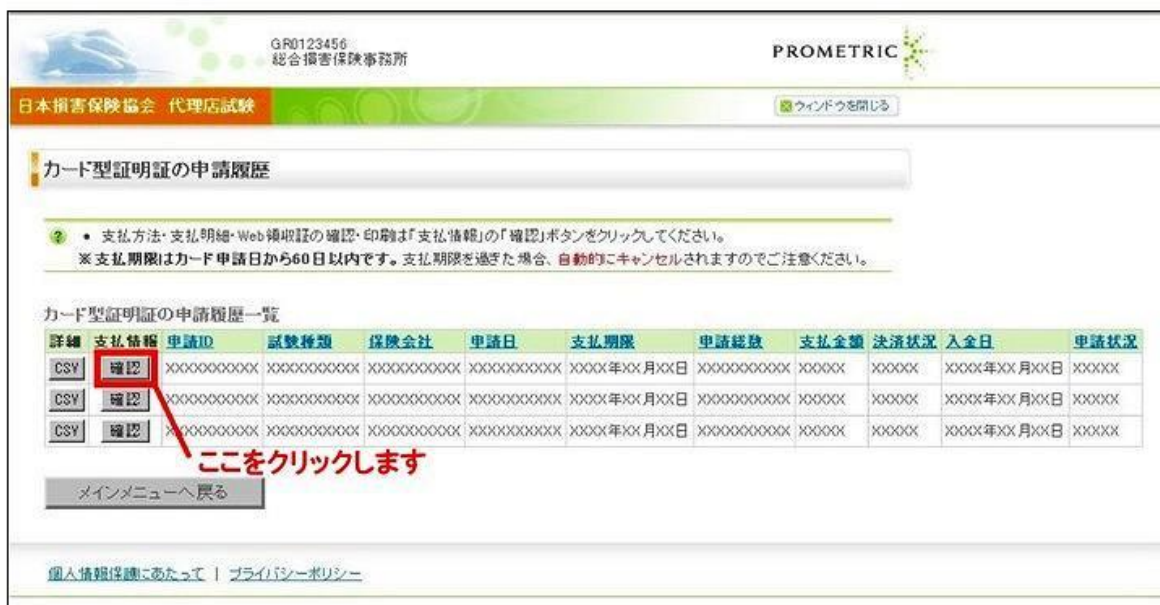 GR0123456
総合損害保険事務所
PROMETRIC
日本損害保険協会 代理店試験
ウィンドウを閉じる
カード型証明証の申請履歴
? • 支払方法・支払明細・Web領収証の確認・印刷は「支払情報」の「確認」ボタンをクリックしてください。
※支払期限はカード申請日から60日以内です。支払期限を過ぎた場合、自動的にキャンセルされますのでご注意ください。
カード型証明証の申請履歴一覧
詳細 支払情報 申請ID 試験種類 保険会社 申請日 支払期限 申請総数 支払金額 決済状況 入金日 申請状況
CSV 確認 XXXXXXXXXX XXXXXXXXXX XXXXXXXXXX XXXXXXXXXX XXXX年XX月XX日 XXXXXXXXXX XXXXX XXXXX XXXX年XX月XX日 XXXXX
CSV 確認 XXXXXXXXXX XXXXXXXXXX XXXXXXXXXX XXXXXXXXXX XXXX年XX月XX日 XXXXXXXXXX XXXXX XXXXX XXXX年XX月XX日 XXXXX
CSV 確認 XXXXXXXXXX XXXXXXXXXX XXXXXXXXXX XXXXXXXXXX XXXX年XX月XX日 XXXXXXXXXX XXXXX XXXXX XXXX年XX月XX日 XXXXX
ここをクリックします
メインメニューへ戻る
個人情報保護にあたって | プライバシーポリシー